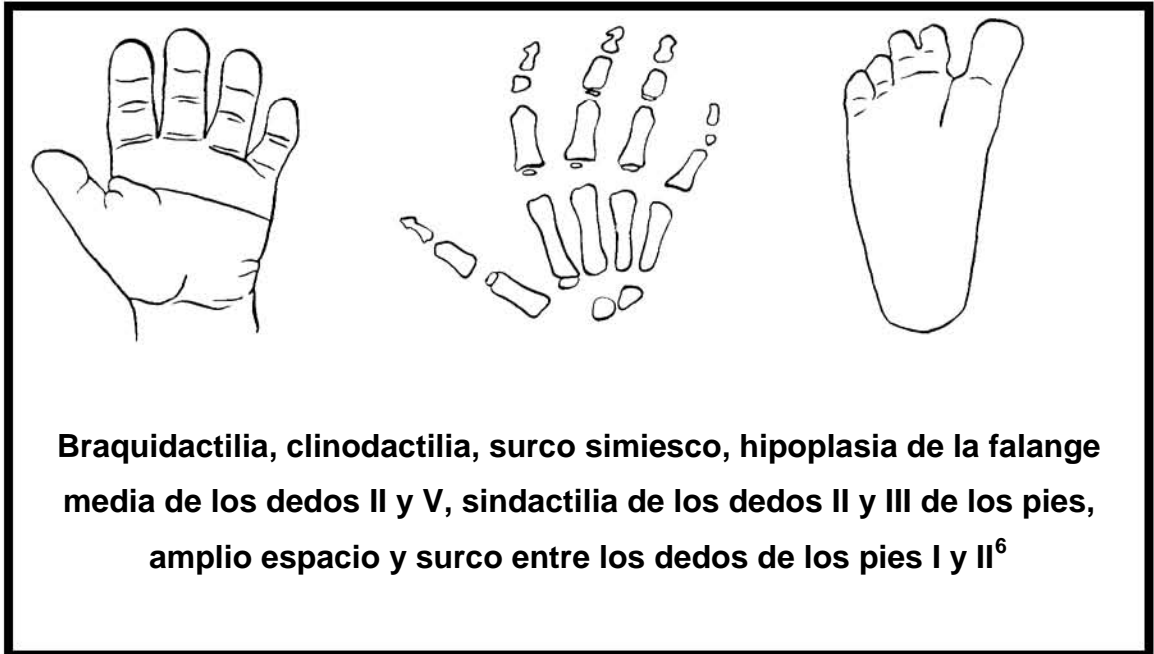 Braquidactilia, clinodactilia, surco simiesco, hipoplasia de la falange
media de los dedos II y V, sindactilia de los dedos II y III de los pies,
amplio espacio y surco entre los dedos de los pies I y II⁶